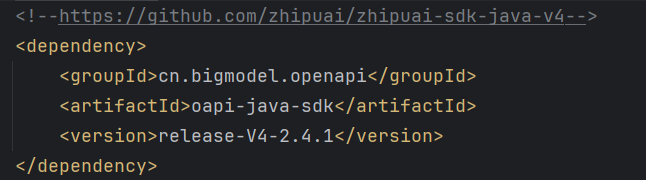 <!--https://github.com/zhipuai/zhipuai-sdk-java-v4-->
<dependency>
<groupId>cn.bigmodel.openapi</groupId>
<artifactId>oapi-java-sdk</artifactId>
<version>release-V4-2.4.1</version>
</dependency>